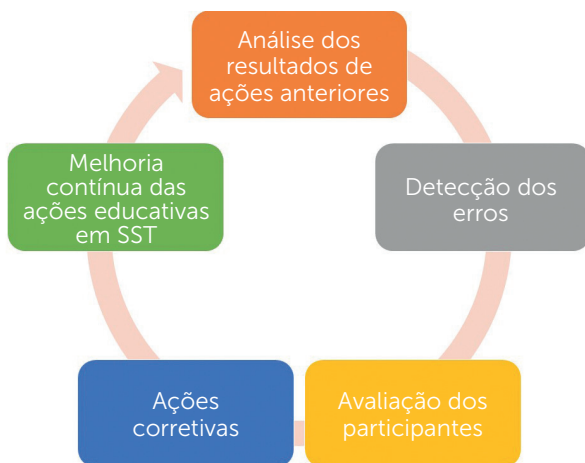 Análise dos
resultados de
ações anteriores
Detecção dos
erros
Avaliação dos
participantes
Ações
corretivas
Melhoria
contínua das
ações educativas
em SST